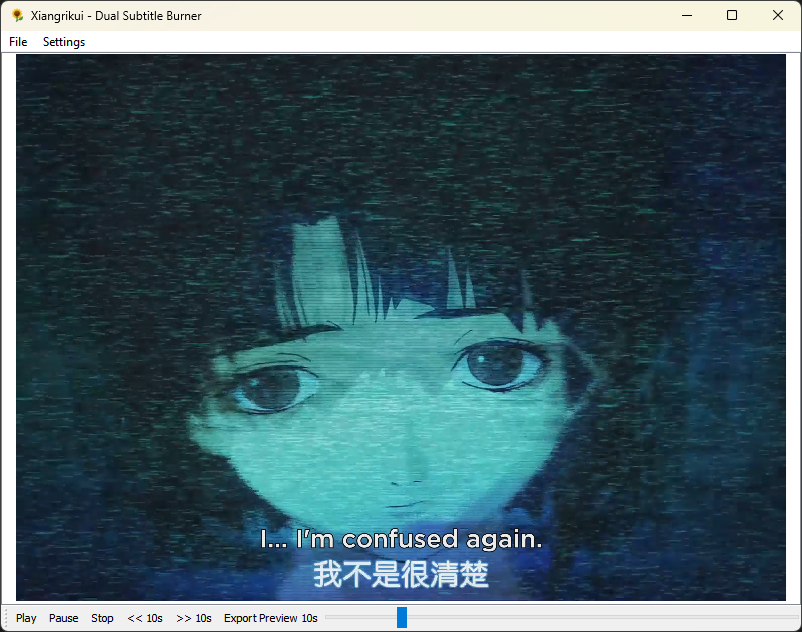 Xiangrikui - Dual Subtitle Burner
File Settings
I... I'm confused again.
我不是很清楚
Play Pause Stop << 10s >> 10s Export Preview 10s